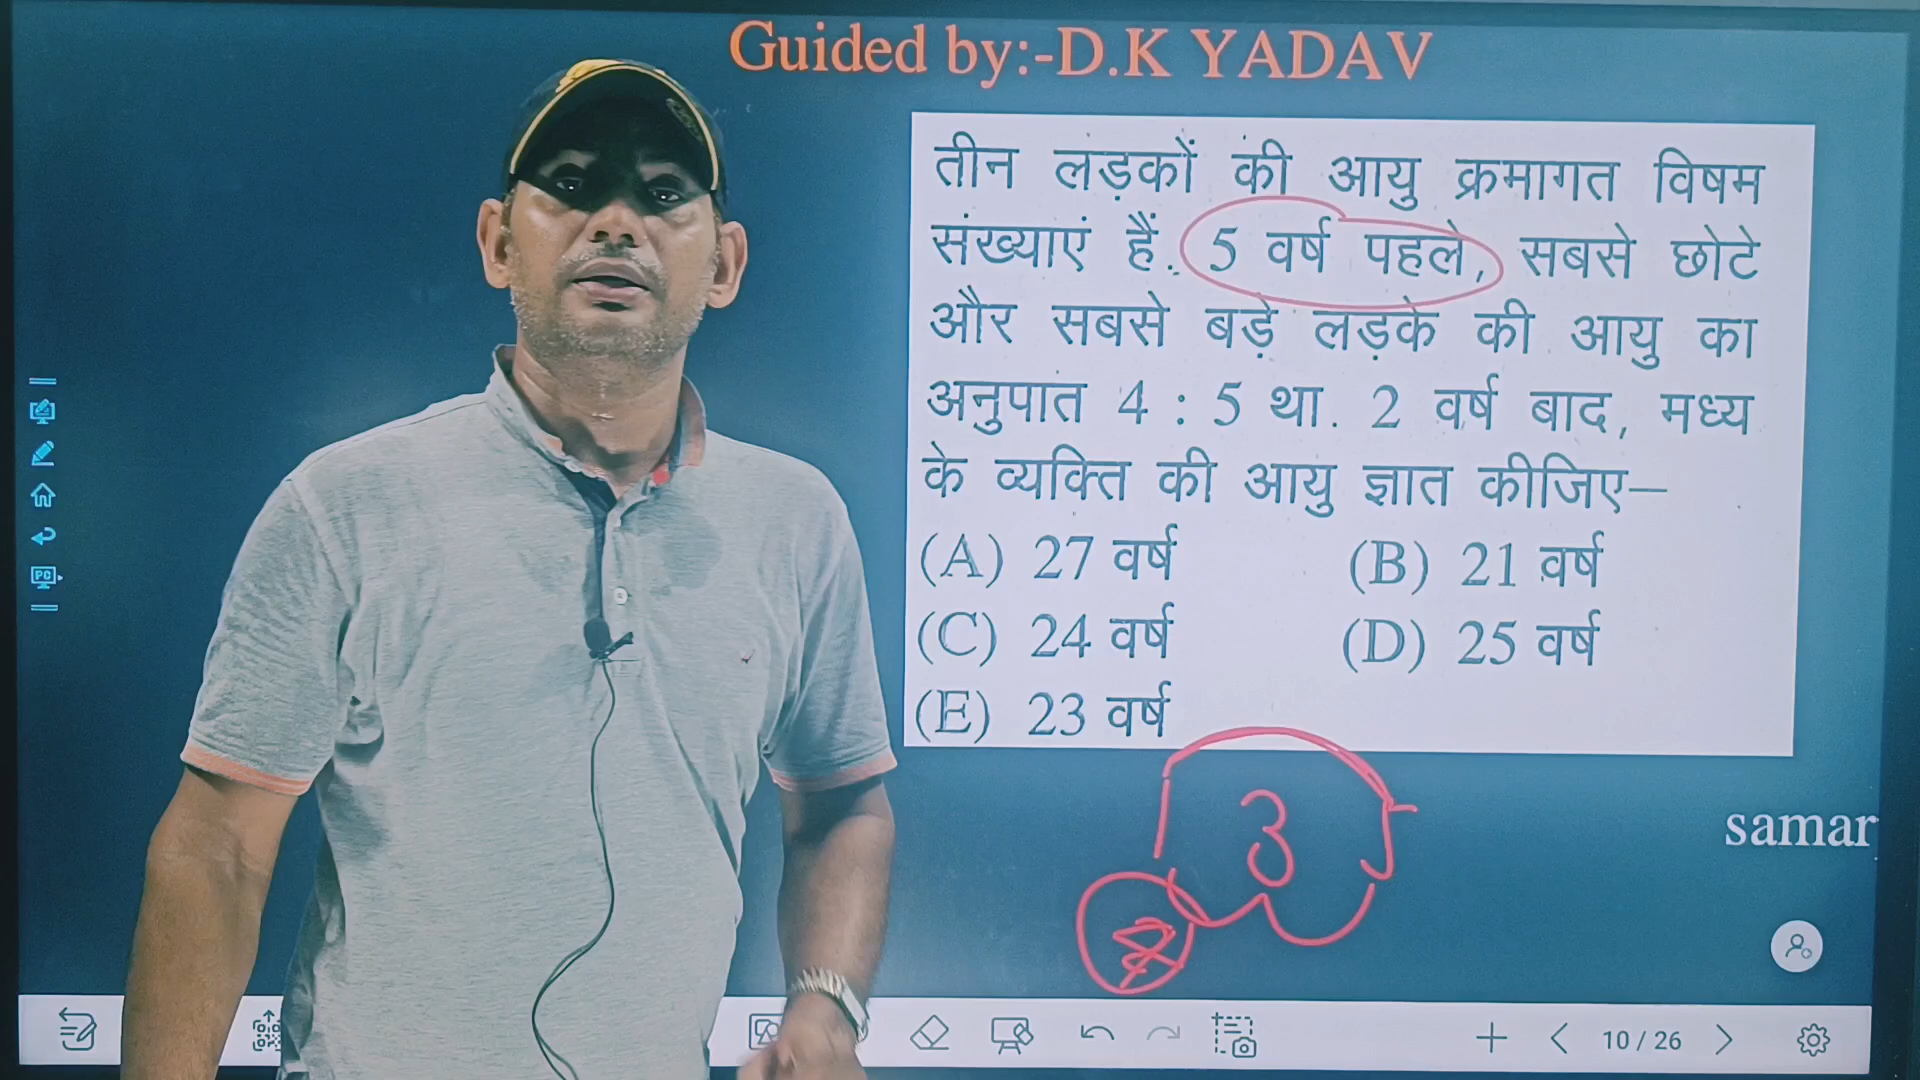 Guided by:-D.K YADAV
तीन लड़कों की आयु क्रमागत विषम
संख्याएं हैं. 5 वर्ष पहले, सबसे छोटे
और सबसे बड़े लड़के की आयु का
अनुपात 4 : 5 था. 2 वर्ष बाद, मध्य
के व्यक्ति की आयु ज्ञात कीजिए–
(A) 27 वर्ष (B) 21 वर्ष
(C) 24 वर्ष (D) 25 वर्ष
(E) 23 वर्ष
3
samar
PC
10 / 26